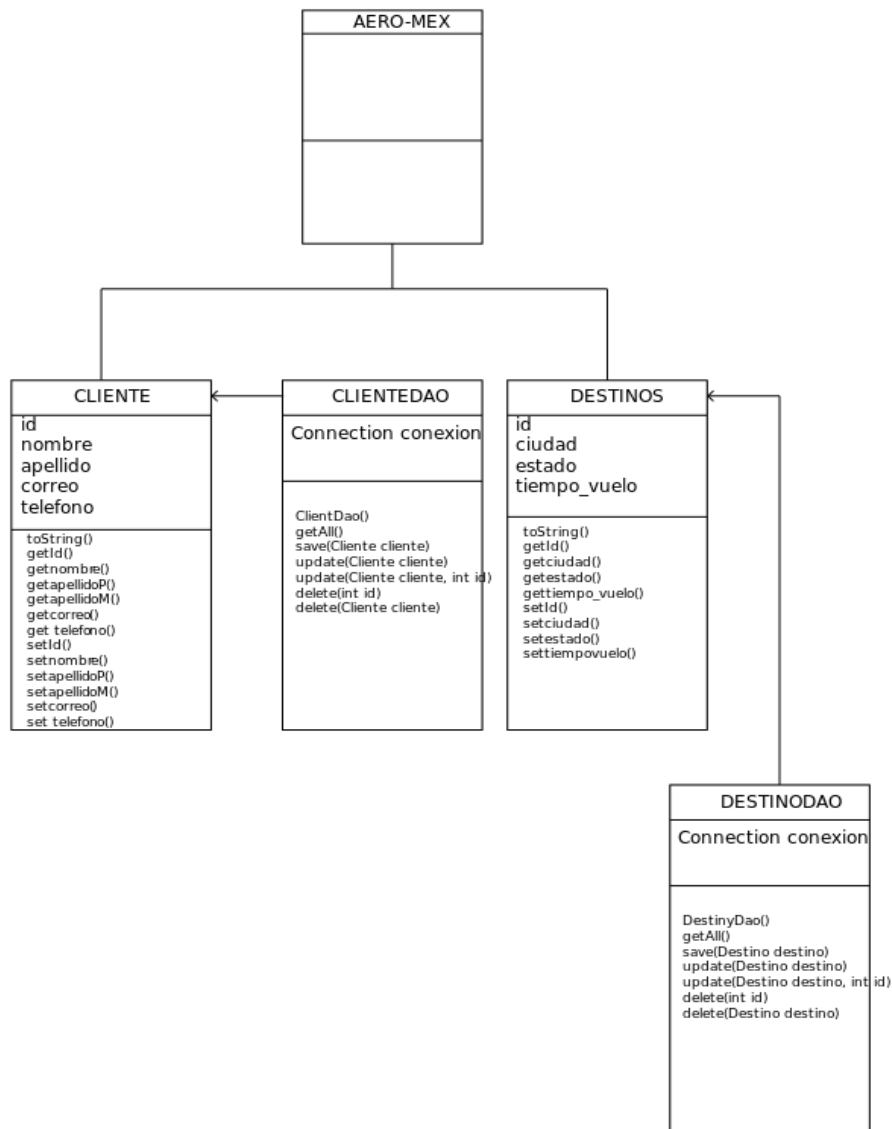 AERO-MEX
CLIENTE
id
nombre
apellido
correo
telefono
toString()
getId()
getnombre()
getapellidoP()
getapellidoM()
getcorreo()
get telefono()
setId()
setnombre()
setapellidoP()
setapellidoM()
setcorreo()
set telefono()
CLIENTEDAO
Connection conexion
ClientDao()
getAll()
save(Cliente cliente)
update(Cliente cliente)
update(Cliente cliente, int id)
delete(int id)
delete(Cliente cliente)
DESTINOS
id
ciudad
estado
tiempo_vuelo
toString()
getId()
getciudad()
getestado()
gettiempo_vuelo()
setId()
setciudad()
setestado()
settiempovuelo()
DESTINODAO
Connection conexion
DestinyDao()
getAll()
save(Destino destino)
update(Destino destino)
update(Destino destino, int id)
delete(int id)
delete(Destino destino)